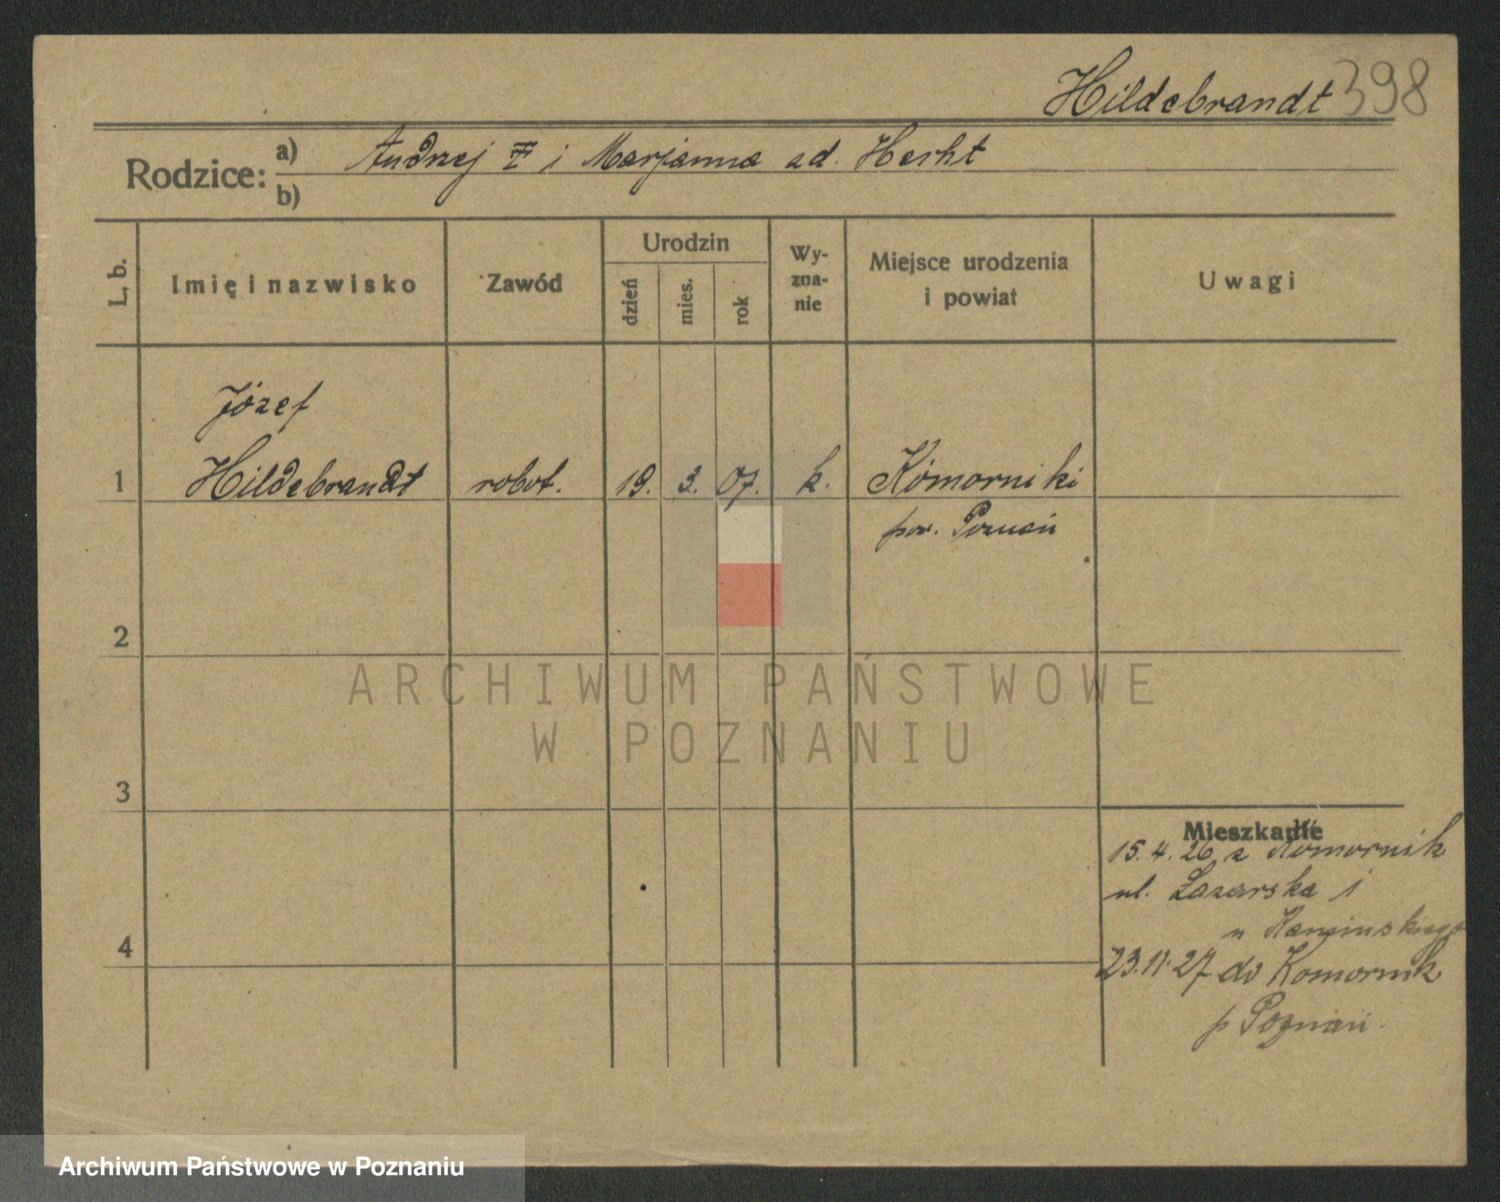 Hildebrandt 398
Rodzice: a) Andrzej i Marjanna zd. Hecht
b)
L. b.
Imię i nazwisko
Zawód
Urodzin
dzień
mies.
rok
Wy-
zna-
nie
Miejsce urodzenia
i powiat
Uwagi
Józef
1 Hildebrandt robot. 19. 3. 07. k. Komorniki
pow. Poznań
2
ARCHIWUM PAŃSTWOWE
W POZNANIU
3
Mieszkanie
15.4.26 z Komornik
ul. Łazarska 1
u Kamińskiego
4
23.11.27 do Komornik
p Poznań
Archiwum Państwowe w Poznaniu